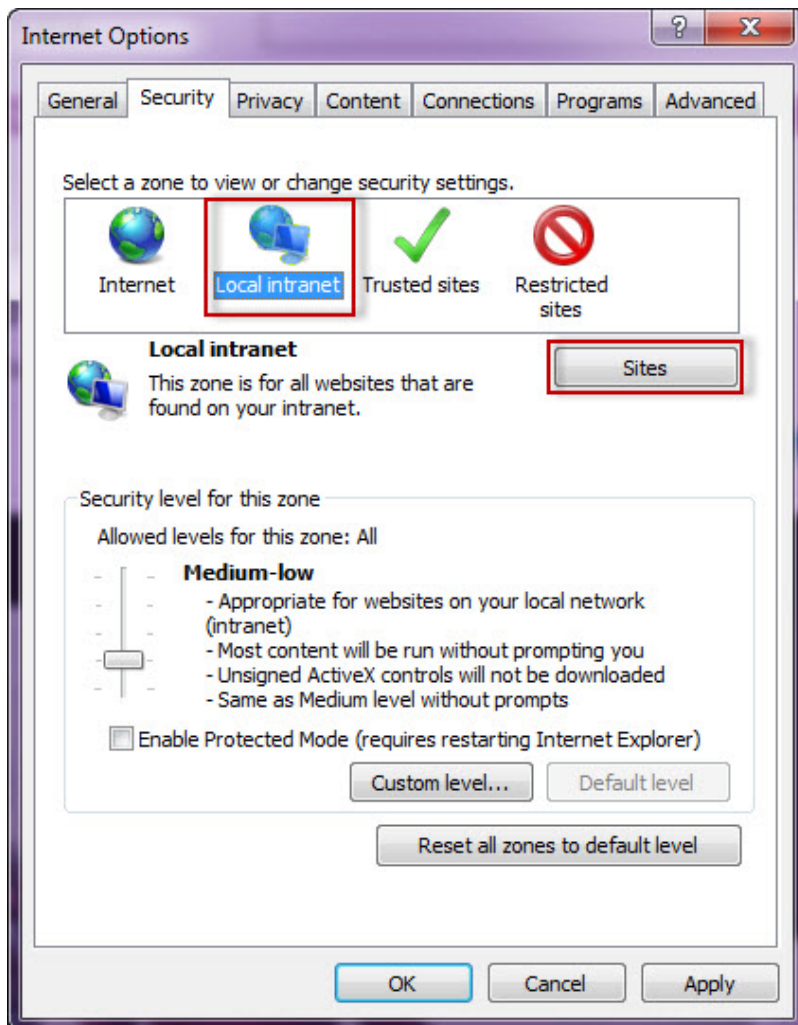 Internet Options
?
X
General Security Privacy Content Connections Programs Advanced
Select a zone to view or change security settings.
Internet Local intranet Trusted sites Restricted
sites
Local intranet
Sites
This zone is for all websites that are
found on your intranet.
Security level for this zone
Allowed levels for this zone: All
Medium-low
- Appropriate for websites on your local network
(intranet)
- Most content will be run without prompting you
- Unsigned ActiveX controls will not be downloaded
- Same as Medium level without prompts
Enable Protected Mode (requires restarting Internet Explorer)
Custom level... Default level
Reset all zones to default level
OK Cancel Apply